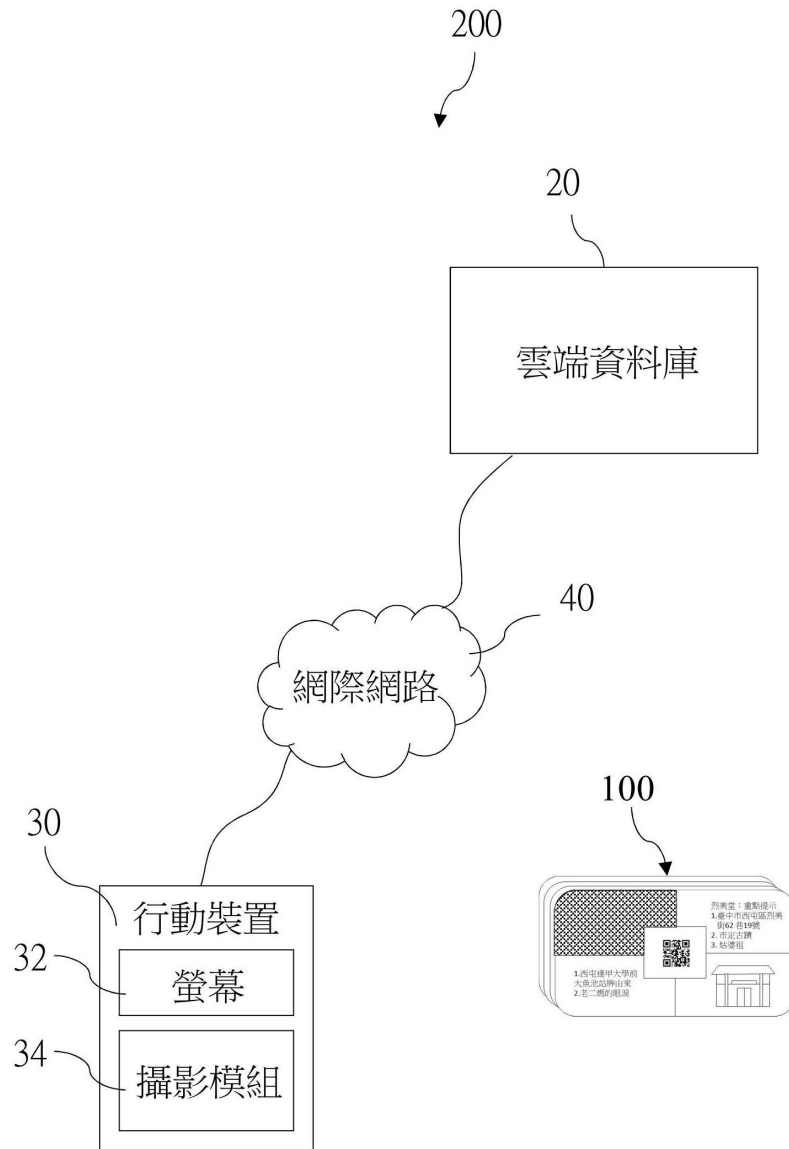 200
20
雲端資料庫
40
網際網路
100
30
行動裝置
32
螢幕
34
攝影模組
烈美堂：重點提示
1.臺中市西屯區烈美
街62 巷19號
2. 市定古蹟
3. 姑婆祖
1.西屯逢甲大學前
大魚池站牌由來
2.老二媽的眼淚